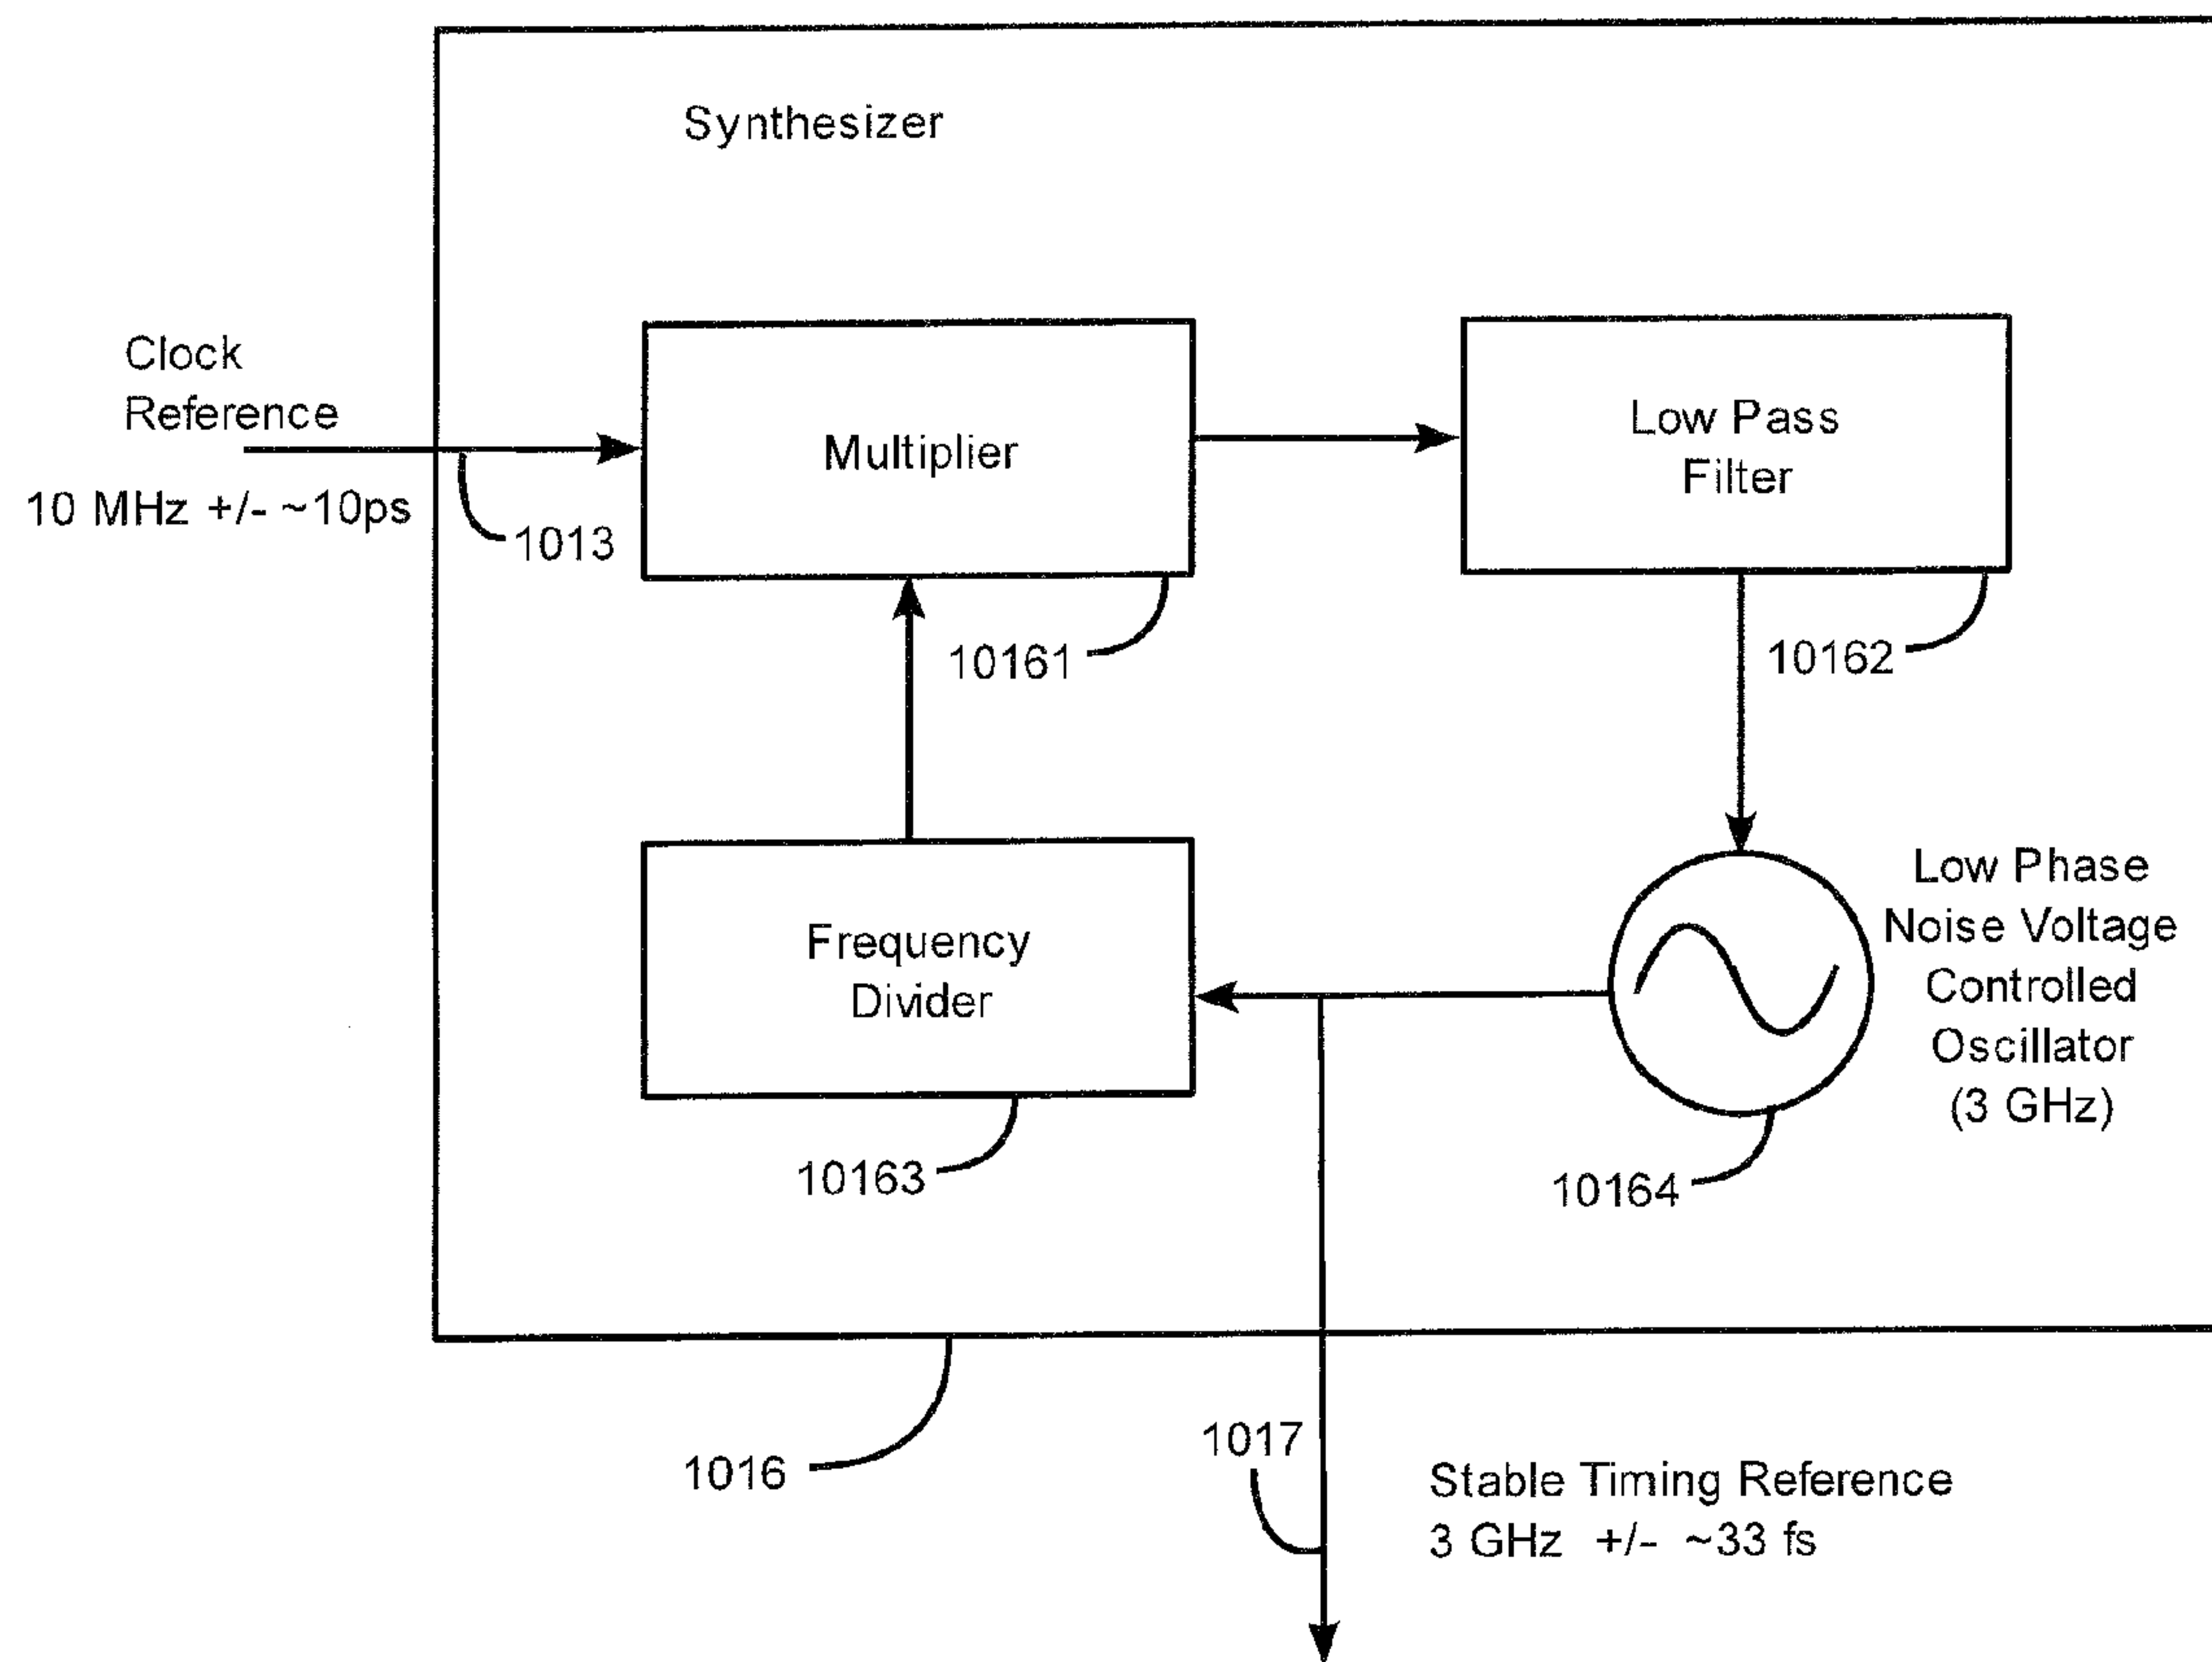 Synthesizer
Clock
Reference
10 MHz +/- ~10ps
1013
Multiplier
10161
Low Pass
Filter
10162
Frequency
Divider
10163
Low Phase
Noise Voltage
Controlled
Oscillator
(3 GHz)
10164
1016
1017
Stable Timing Reference
3 GHz +/- ~33 fs